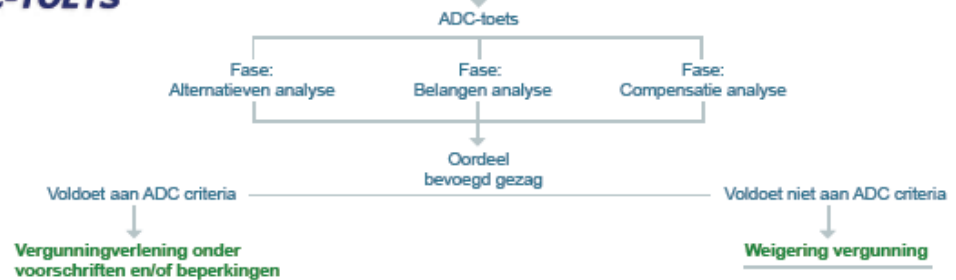 ADC-toets
Fase:
Alternatieven analyse
Fase:
Belangen analyse
Fase:
Compensatie analyse
Oordeel
bevoegd gezag
Voldoet aan ADC criteria
Voldoet niet aan ADC criteria
Vergunningverlening onder
voorschriften en/of beperkingen
Weigering vergunning